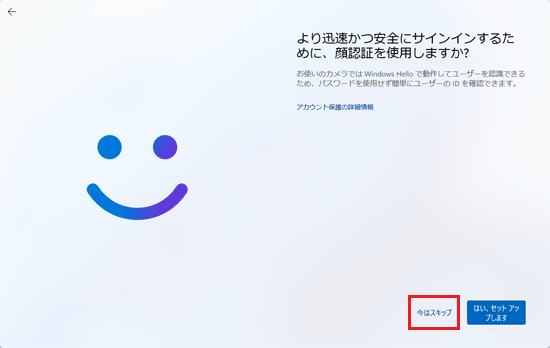 より迅速かつ安全にサインインするた
めに、顔認証を使用しますか?
お使いのカメラでは Windows Hello で動作してユーザーを認識できる
ため、パスワードを使用せず簡単にユーザーの ID を確認できます。
アカウント保護の詳細情報
今はスキップ
はい、セット アッ
プします